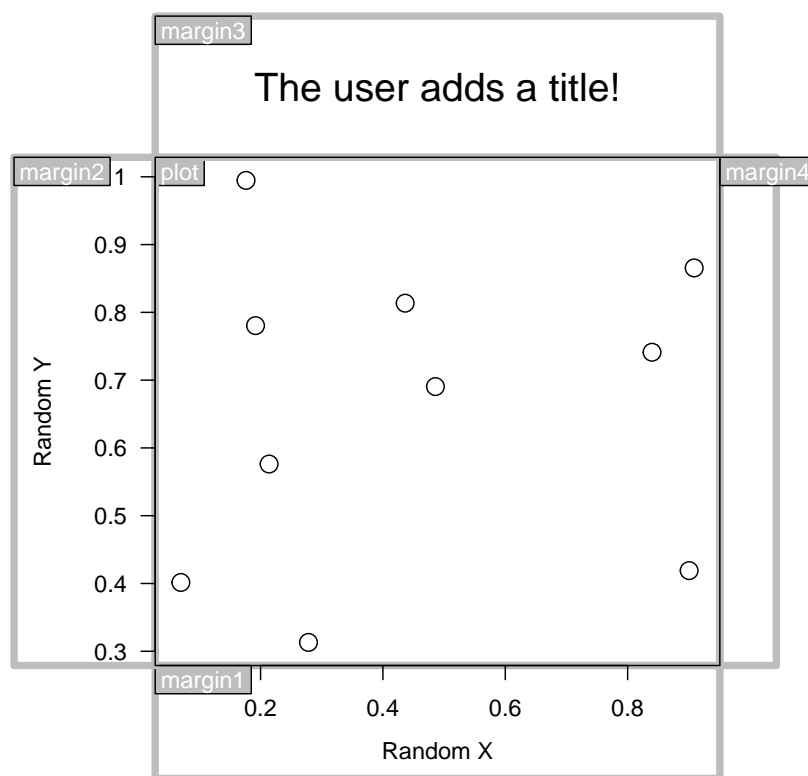 margin3
The user adds a title!
margin2
plot
margin4
1
0.9
0.8
0.7
0.6
0.5
0.4
0.3
Random Y
margin1
0.2 0.4 0.6 0.8
Random X